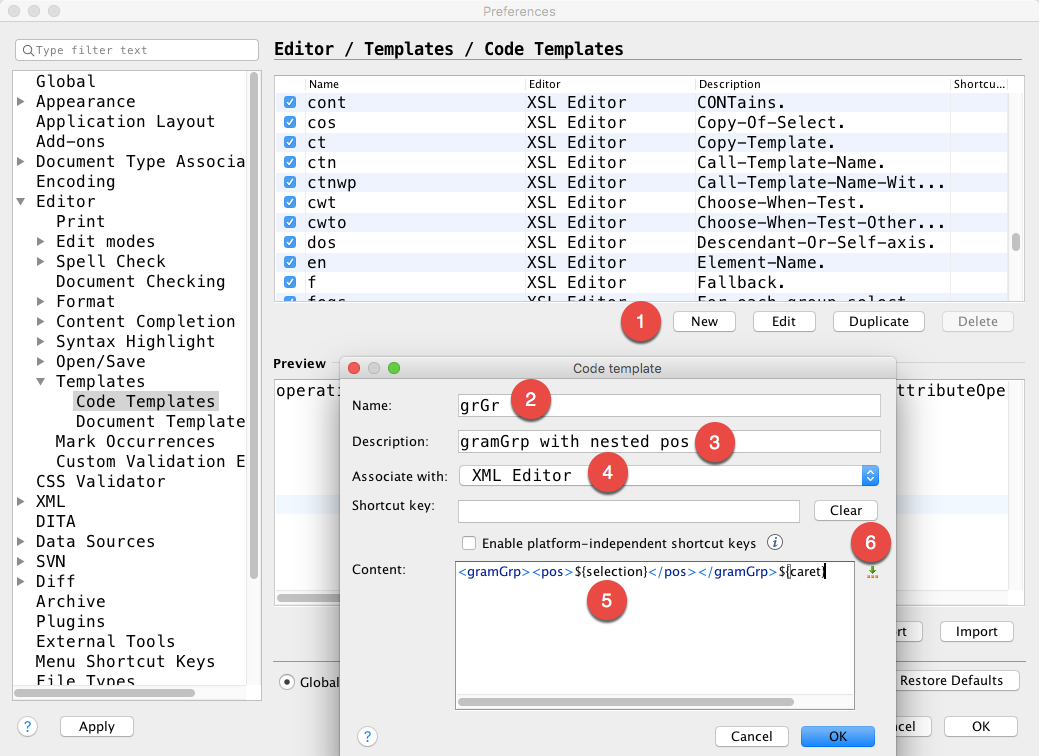 Preferences
Type filter text
Editor / Templates / Code Templates
Global
Appearance
Application Layout
Add-ons
Document Type Associa
Encoding
Editor
Print
Edit modes
Spell Check
Document Checking
Format
Content Completion
Syntax Highlight
Open/Save
Templates
Code Templates
Document Template
Mark Occurrences
Custom Validation E
CSS Validator
XML
DITA
Data Sources
SVN
Diff
Archive
Plugins
External Tools
Menu Shortcut Keys
File Types
Name Editor Description Shortcu...
cont XSL Editor CONTains.
cos XSL Editor Copy-Of-Select.
ct XSL Editor Copy-Template.
ctn XSL Editor Call-Template-Name.
ctnwp XSL Editor Call-Template-Name-Wit...
cwt XSL Editor Choose-When-Test.
cwto XSL Editor Choose-When-Test-Other...
dos XSL Editor Descendant-Or-Self-axis.
en XSL Editor Element-Name.
f XSL Editor Fallback.
fegs XSL Editor For-each-group select
1 New Edit Duplicate Delete
Preview
operati ttributeOpe
Code template
Name: grGr 2
Description: gramGrp with nested pos 3
Associate with: XML Editor 4
Shortcut key: Clear
Enable platform-independent shortcut keys i 6
Content: <gramGrp><pos>${selection}</pos></gramGrp>${caret}
5
rt Import
Global Restore Defaults
? Apply cel OK
? Cancel OK